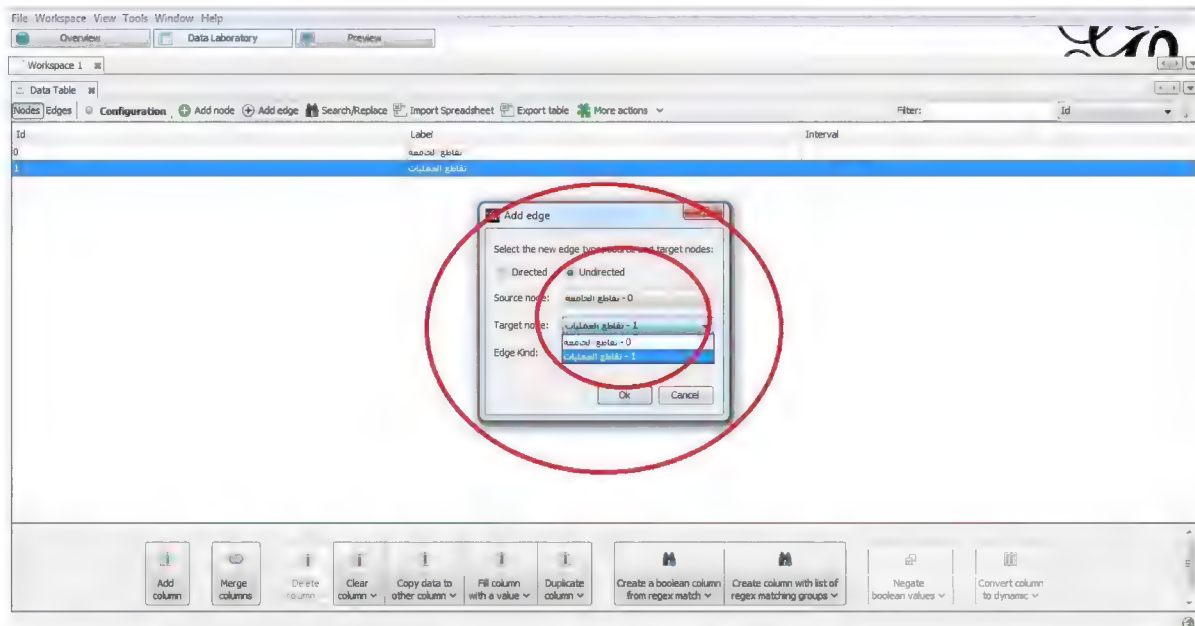 File Workspace View Tools Window Help
Overview Data Laboratory Preview
Workspace 1
Data Table
Nodes Edges Configuration Add node Add edge Search/Replace Import Spreadsheet Export table More actions Filter: Id
Id Label Interval
0 تقاطع الجامعه
1 تقاطع العمليات
Add edge
Select the new edge type, source and target nodes:
Directed Undirected
Source node: 0 - تقاطع الجامعه
Target node: 1 - تقاطع العمليات
0 - تقاطع الجامعه
Edge Kind: 1 - تقاطع العمليات
Ok Cancel
Add Merge Delete Clear Copy data to Fill column Duplicate Create a boolean column Create column with list of Negate Convert column
column columns column column other column with a value column from regex match regex matching groups boolean values to dynamic